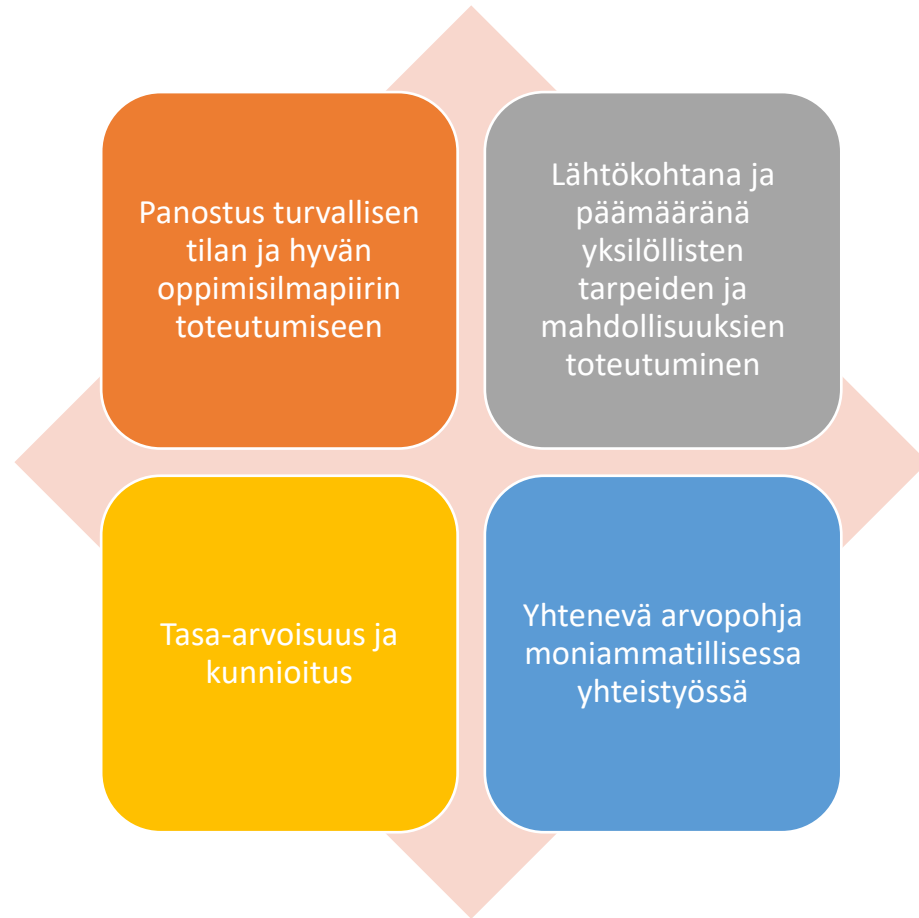 Panostus turvallisen
tilan ja hyvän
oppimisilmapiirin
toteutumiseen
Lähtökohtana ja
päämääränä
yksilöllisten
tarpeiden ja
mahdollisuuksien
toteutuminen
Tasa-arvoisuus ja
kunnioitus
Yhtenevä arvopohja
moniammatillisessa
yhteistyössä